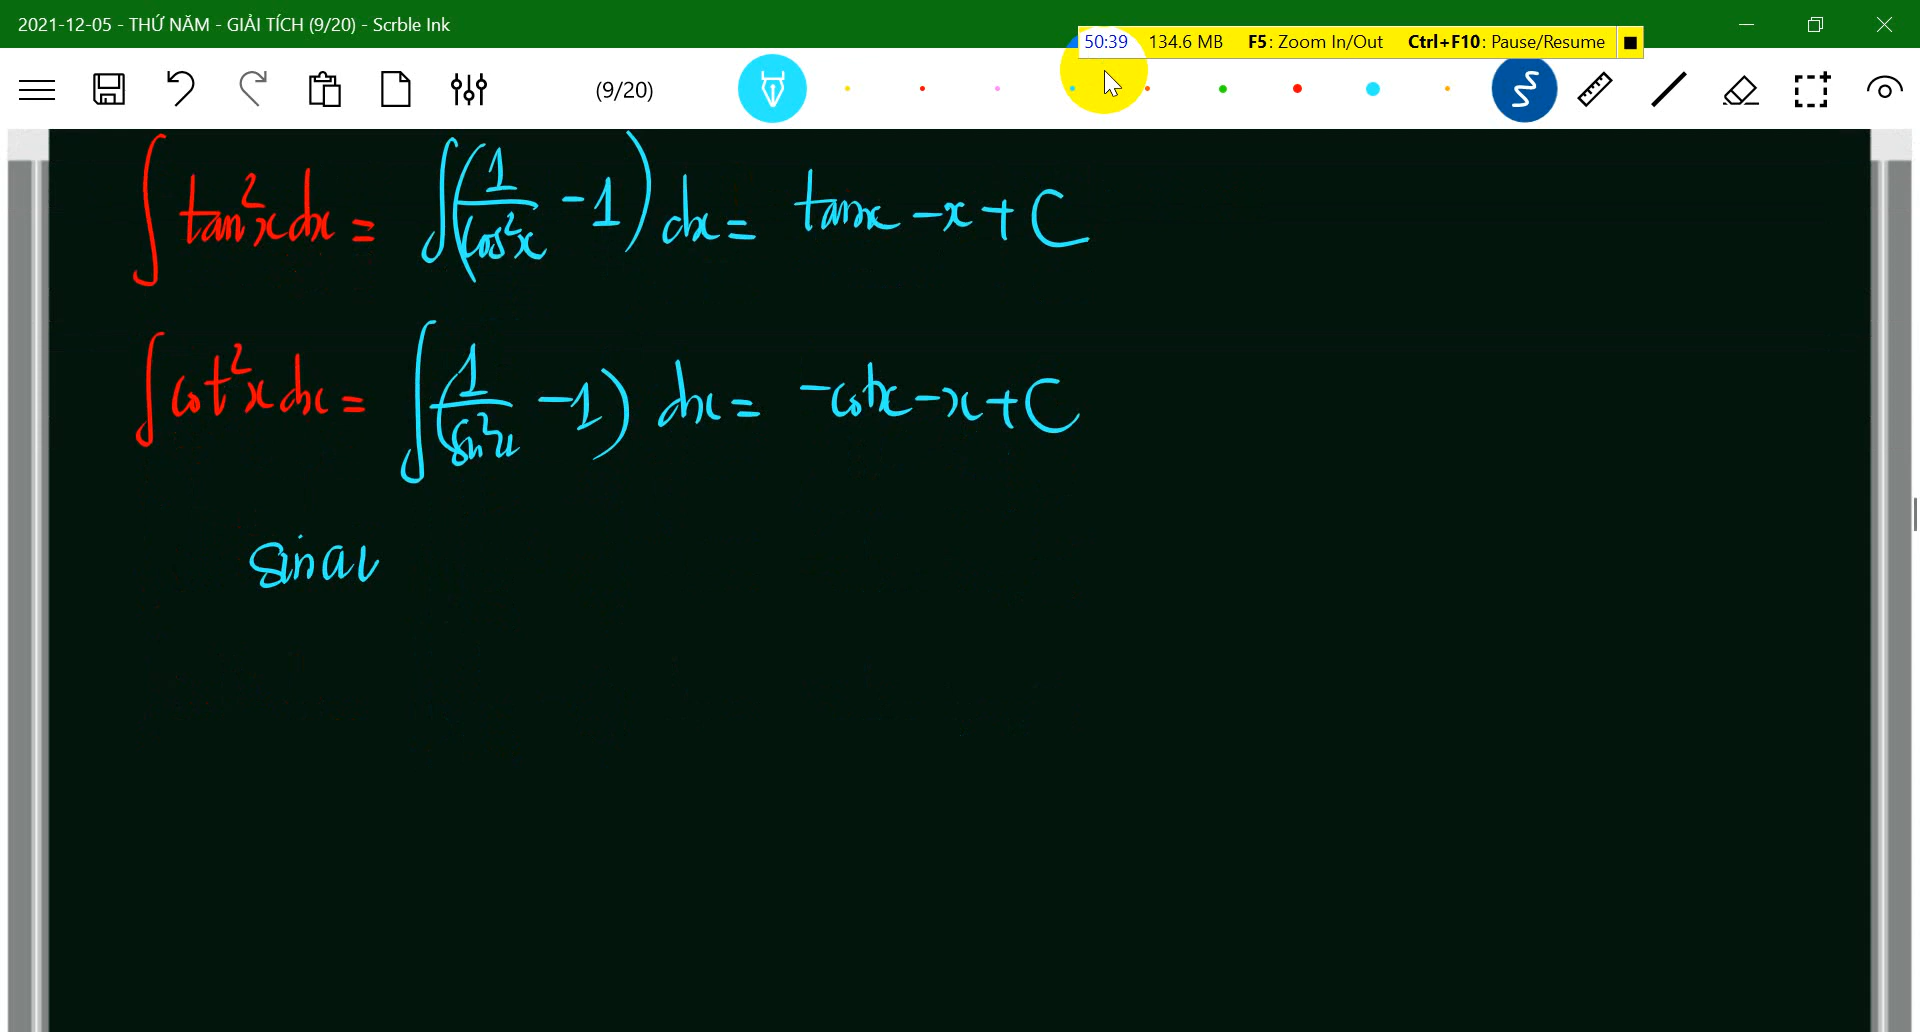 2021-12-05 - THỨ NĂM - GIẢI TÍCH (9/20) - Scrble Ink
50:39 134.6 MB F5: Zoom In/Out Ctrl+F10: Pause/Resume
(9/20)
∫ tan²x dx = ∫(1/cos²x - 1) dx = tanx - x + C
∫ cot²x dx = ∫(1/sin²x - 1) dx = -cotx - x + C
sin a